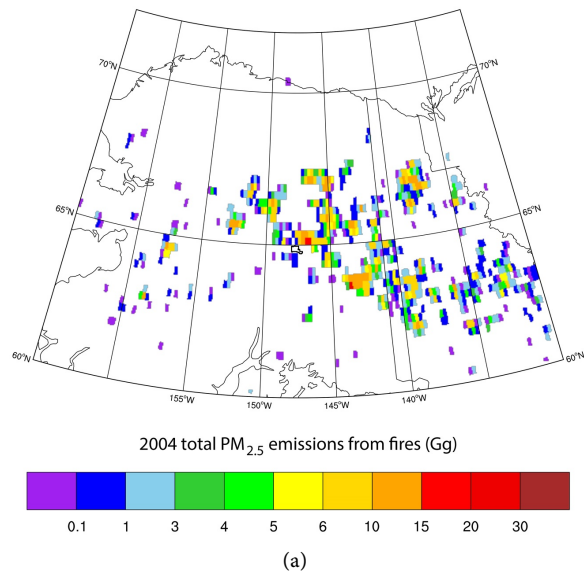 70°N
70°N
65°N
65°N
60°N
60°N
155°W
150°W
145°W
140°W
2004 total PM2.5 emissions from fires (Gg)
0.1 1 3 4 5 6 10 15 20 30
(a)